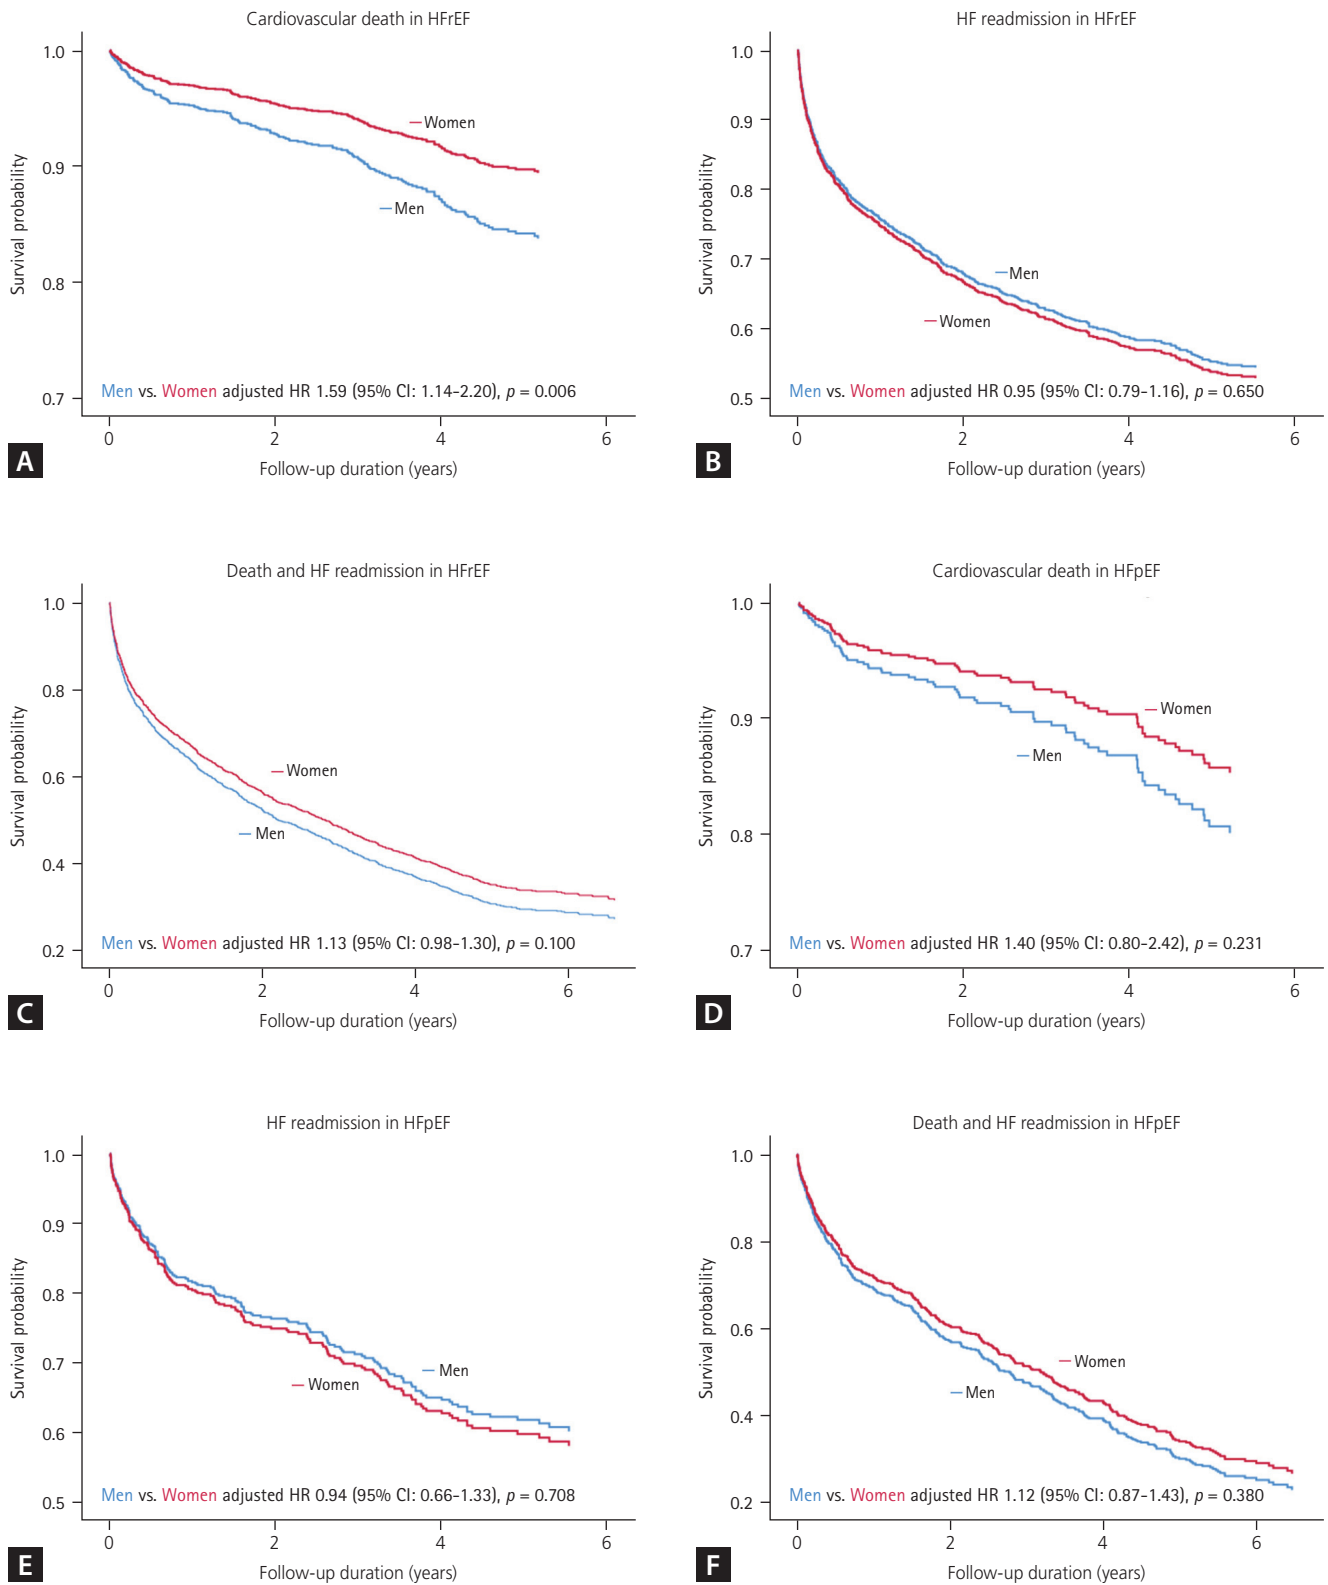 Cardiovascular death in HFrEF
1.0
0.9
0.8
0.7
Survival probability
Women
Men
Men vs. Women adjusted HR 1.59 (95% CI: 1.14–2.20), p = 0.006
0 2 4 6
Follow-up duration (years)
A
HF readmission in HFrEF
1.0
0.9
0.8
0.7
0.6
0.5
Survival probability
Men
Women
Men vs. Women adjusted HR 0.95 (95% CI: 0.79–1.16), p = 0.650
0 2 4 6
Follow-up duration (years)
B
Death and HF readmission in HFrEF
1.0
0.8
0.6
0.4
0.2
Survival probability
Women
Men
Men vs. Women adjusted HR 1.13 (95% CI: 0.98–1.30), p = 0.100
0 2 4 6
Follow-up duration (years)
C
Cardiovascular death in HFpEF
1.0
0.9
0.8
0.7
Survival probability
Women
Men
Men vs. Women adjusted HR 1.40 (95% CI: 0.80–2.42), p = 0.231
0 2 4 6
Follow-up duration (years)
D
HF readmission in HFpEF
1.0
0.9
0.8
0.7
0.6
0.5
Survival probability
Men
Women
Men vs. Women adjusted HR 0.94 (95% CI: 0.66–1.33), p = 0.708
0 2 4 6
Follow-up duration (years)
E
Death and HF readmission in HFpEF
1.0
0.8
0.6
0.4
0.2
Survival probability
Women
Men
Men vs. Women adjusted HR 1.12 (95% CI: 0.87–1.43), p = 0.380
0 2 4 6
Follow-up duration (years)
F